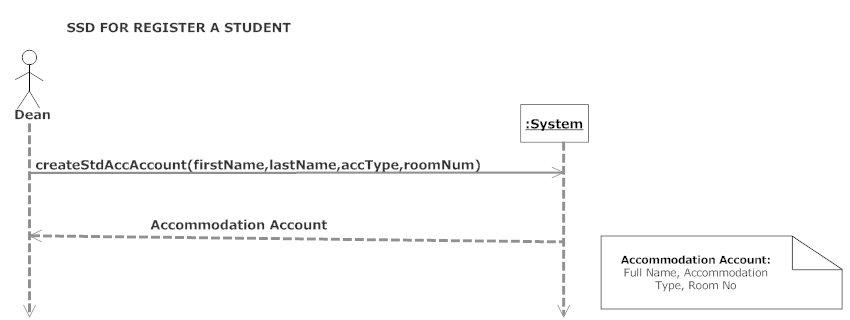 SSD FOR REGISTER A STUDENT
Dean
:System
createStdAccAccount(firstName,lastName,accType,roomNum)
Accommodation Account
Accommodation Account:
Full Name, Accommodation
Type, Room No